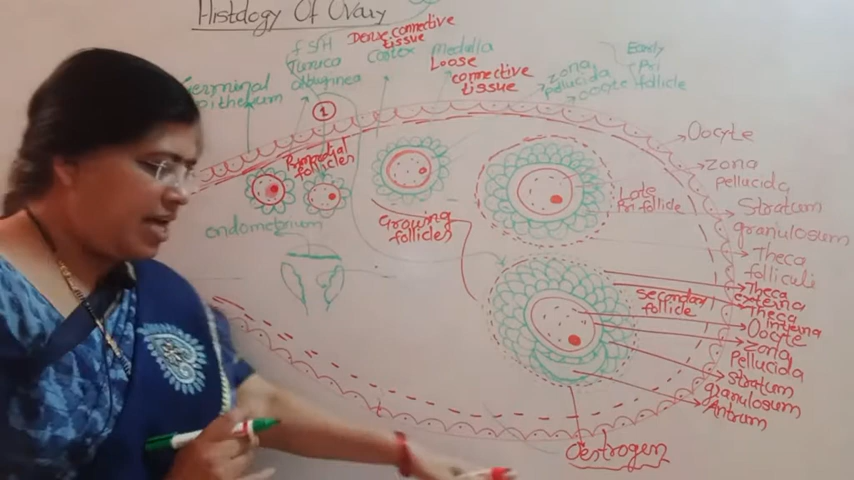 Histology Of Ovary
Germinal
epithelium
FSH
Tunica
albuginea
Dense connective
tissue
cortex
medulla
Loose
connective
tissue
zona
pellucida
oocyte
Early
Pri
follicle
1
Primordial
follicles
Growing
follicles
endometrium
Late
Pri follicle
secondary
follicle
Oocyte
zona
pellucida
Stratum
granulosum
Theca
folliculi
Theca
externa
Theca
interna
Oocyte
zona
pellucida
Stratum
granulosum
Antrum
Oestrogen